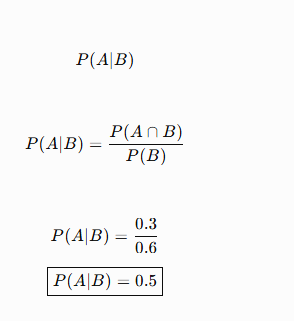 P(A|B)
P(A|B) = P(A ∩ B) / P(B)
P(A|B) = 0.3 / 0.6
P(A|B) = 0.5